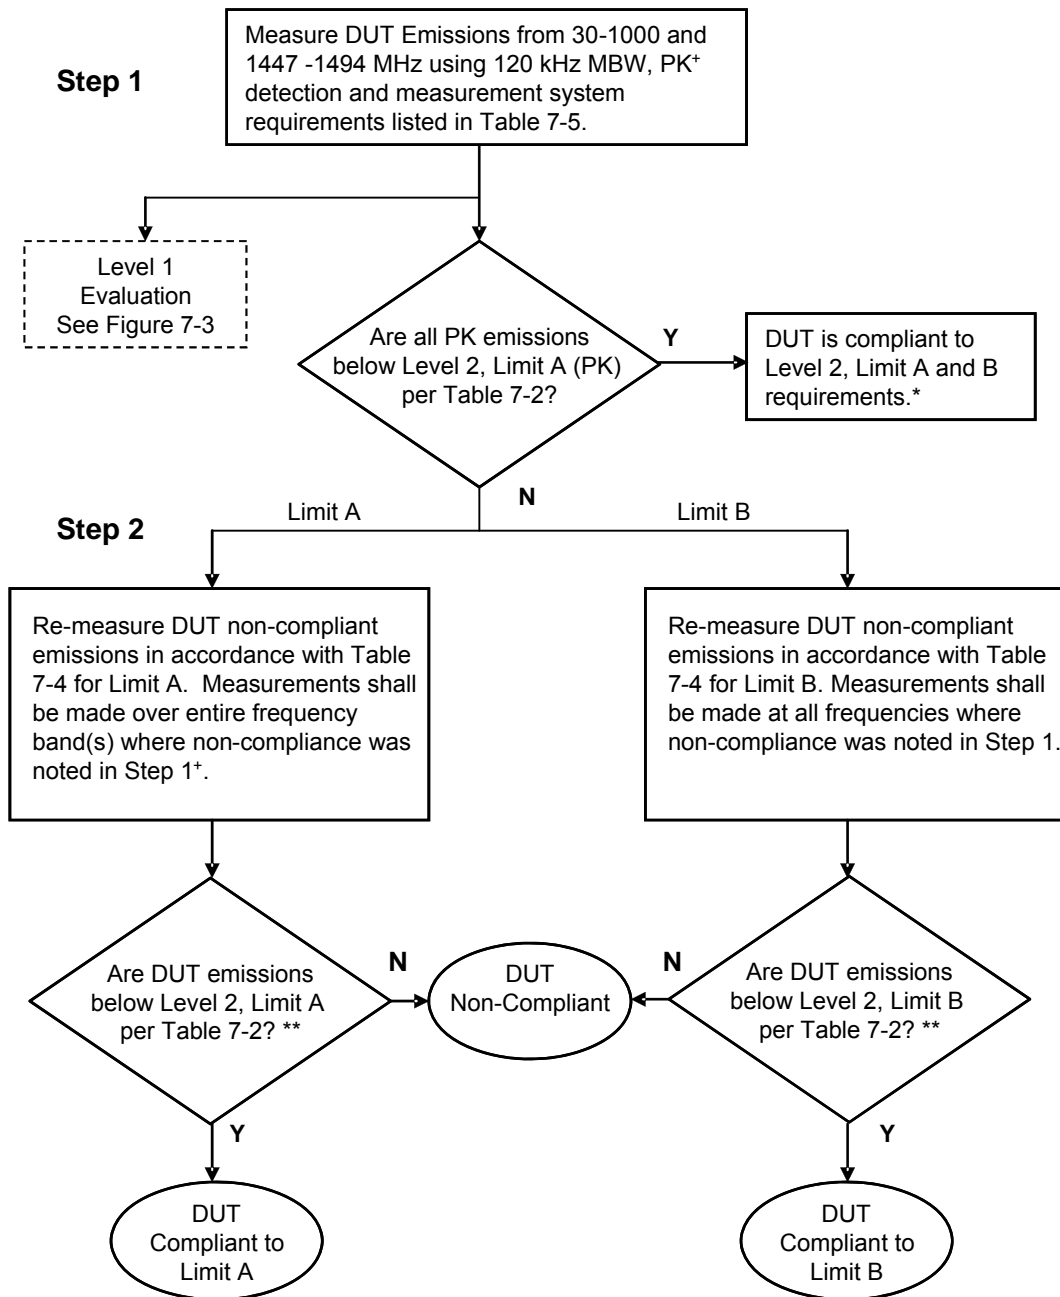 Step 1
Measure DUT Emissions from 30-1000 and
1447 -1494 MHz using 120 kHz MBW, PK⁺
detection and measurement system
requirements listed in Table 7-5.
Level 1
Evaluation
See Figure 7-3
Are all PK emissions
below Level 2, Limit A (PK)
per Table 7-2?
Y
DUT is compliant to
Level 2, Limit A and B
requirements.*
N
Step 2
Limit A
Limit B
Re-measure DUT non-compliant
emissions in accordance with Table
7-4 for Limit A.  Measurements shall
be made over entire frequency
band(s) where non-compliance was
noted in Step 1⁺.
Re-measure DUT non-compliant
emissions in accordance with Table
7-4 for Limit B. Measurements shall
be made at all frequencies where
non-compliance was noted in Step 1.
Are DUT emissions
below Level 2, Limit A
per Table 7-2? **
N
DUT
Non-Compliant
N
Are DUT emissions
below Level 2, Limit B
per Table 7-2? **
Y
Y
DUT
Compliant to
Limit A
DUT
Compliant to
Limit B